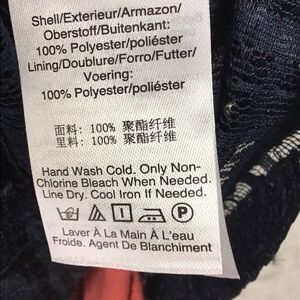 Shell/Exterieur/Armazon/
Oberstoff/Buitenkant:
100% Polyester/poliéster
Lining/Doublure/Forro/Futter/
Voering:
100% Polyester/poliéster
面料: 100% 聚酯纤维
里料: 100% 聚酯纤维
Hand Wash Cold. Only Non-
Chlorine Bleach When Needed.
Line Dry. Cool Iron If Needed.
P
Laver À La Main À L'eau
Froide. Agent De Blanchiment